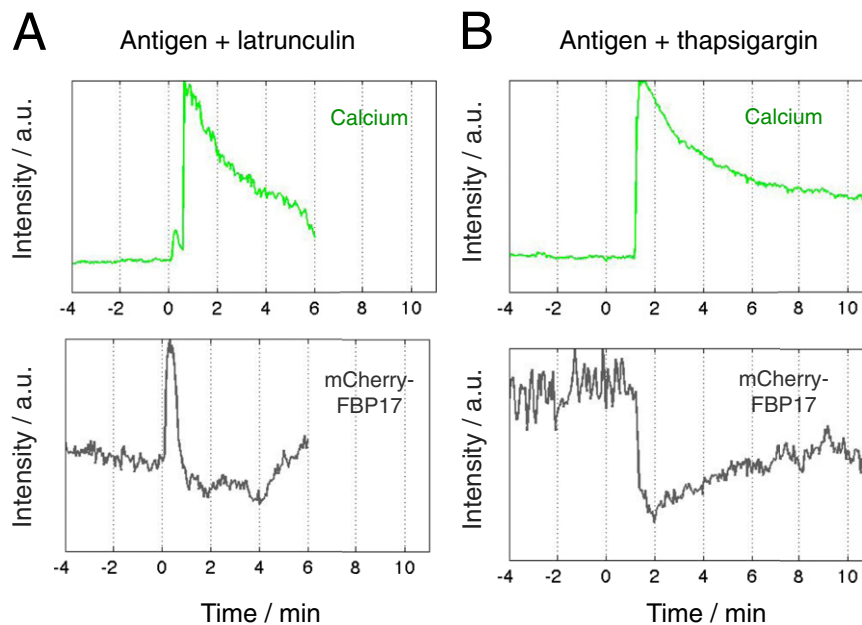 A
Antigen + latrunculin
Intensity / a.u.
Calcium
-4 -2 0 2 4 6 8 10
Intensity / a.u.
mCherry-
FBP17
-4 -2 0 2 4 6 8 10
Time / min
B
Antigen + thapsigargin
Intensity / a.u.
Calcium
-4 -2 0 2 4 6 8 10
Intensity / a.u.
mCherry-
FBP17
-4 -2 0 2 4 6 8 10
Time / min